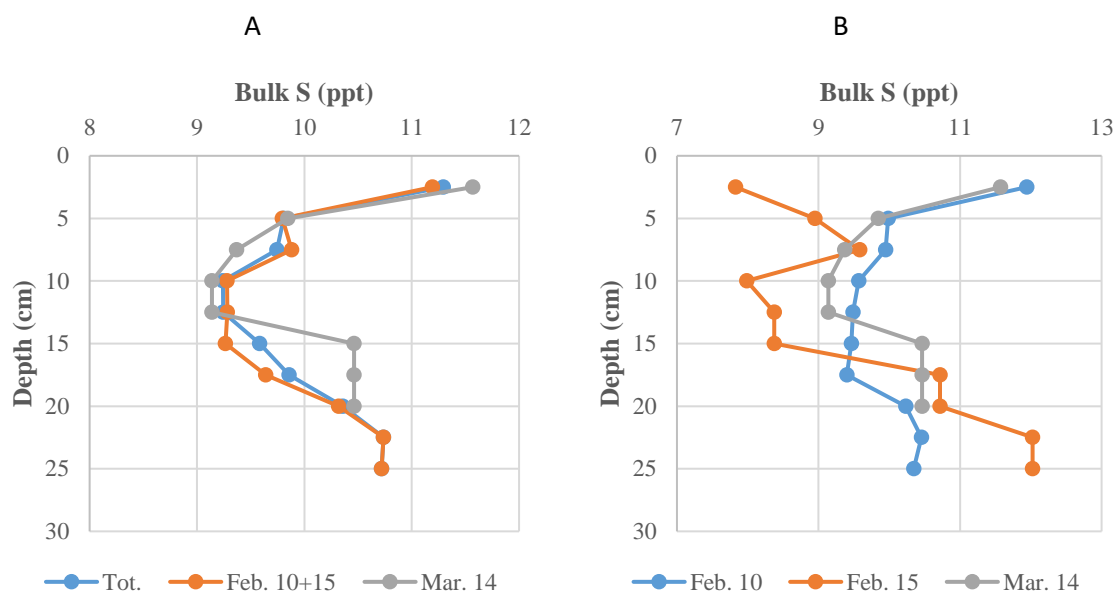 A
Bulk S (ppt)
8 9 10 11 12
0
5
10
15
20
25
30
Depth (cm)
Tot. Feb. 10+15 Mar. 14
B
Bulk S (ppt)
7 9 11 13
0
5
10
15
20
25
30
Depth (cm)
Feb. 10 Feb. 15 Mar. 14